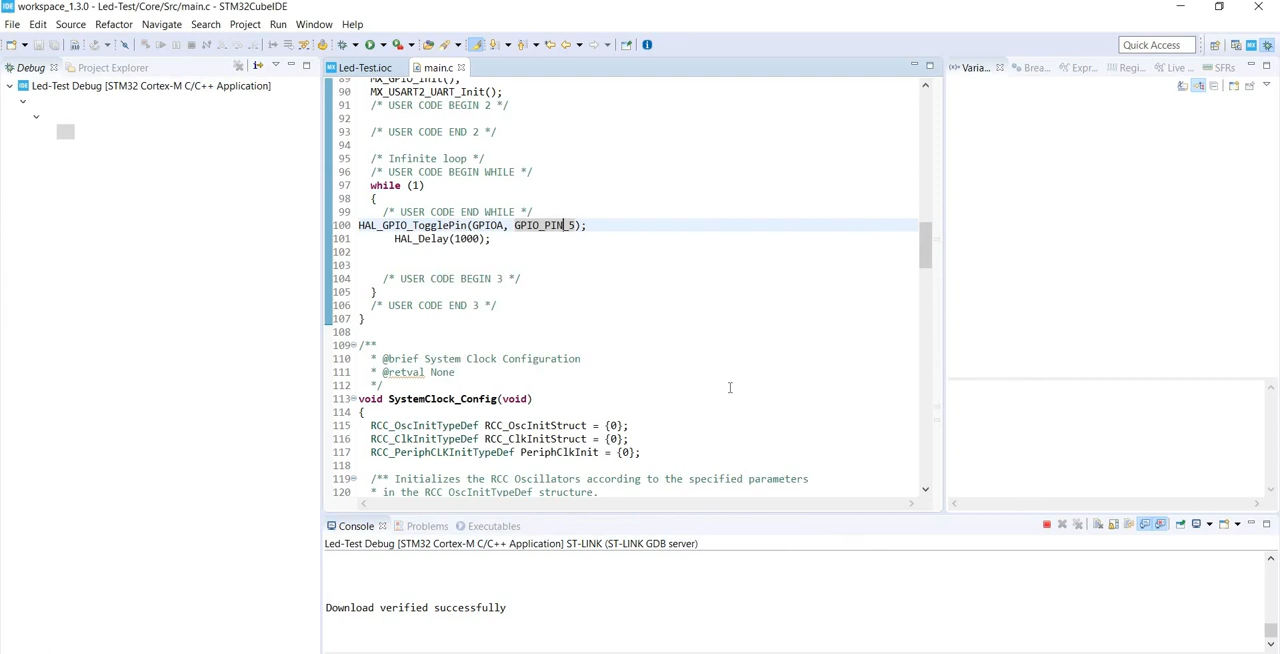 workspace_1.3.0 - Led-Test/Core/Src/main.c - STM32CubeIDE
File Edit Source Refactor Navigate Search Project Run Window Help
Quick Access
Debug Project Explorer
Led-Test.ioc main.c
Varia... Brea... Expr... Regi... Live ... SFRs
Led-Test Debug [STM32 Cortex-M C/C++ Application]
89 MX_GPIO_Init();
90 MX_USART2_UART_Init();
91 /* USER CODE BEGIN 2 */
92
93 /* USER CODE END 2 */
94
95 /* Infinite loop */
96 /* USER CODE BEGIN WHILE */
97 while (1)
98 {
99 /* USER CODE END WHILE */
100 HAL_GPIO_TogglePin(GPIOA, GPIO_PIN_5);
101 HAL_Delay(1000);
102
103
104 /* USER CODE BEGIN 3 */
105 }
106 /* USER CODE END 3 */
107 }
108
109 /**
110 * @brief System Clock Configuration
111 * @retval None
112 */
113 void SystemClock_Config(void)
114 {
115 RCC_OscInitTypeDef RCC_OscInitStruct = {0};
116 RCC_ClkInitTypeDef RCC_ClkInitStruct = {0};
117 RCC_PeriphCLKInitTypeDef PeriphClkInit = {0};
118
119 /** Initializes the RCC Oscillators according to the specified parameters
120 * in the RCC_OscInitTypeDef structure.
Console Problems Executables
Led-Test Debug [STM32 Cortex-M C/C++ Application] ST-LINK (ST-LINK GDB server)
Download verified successfully